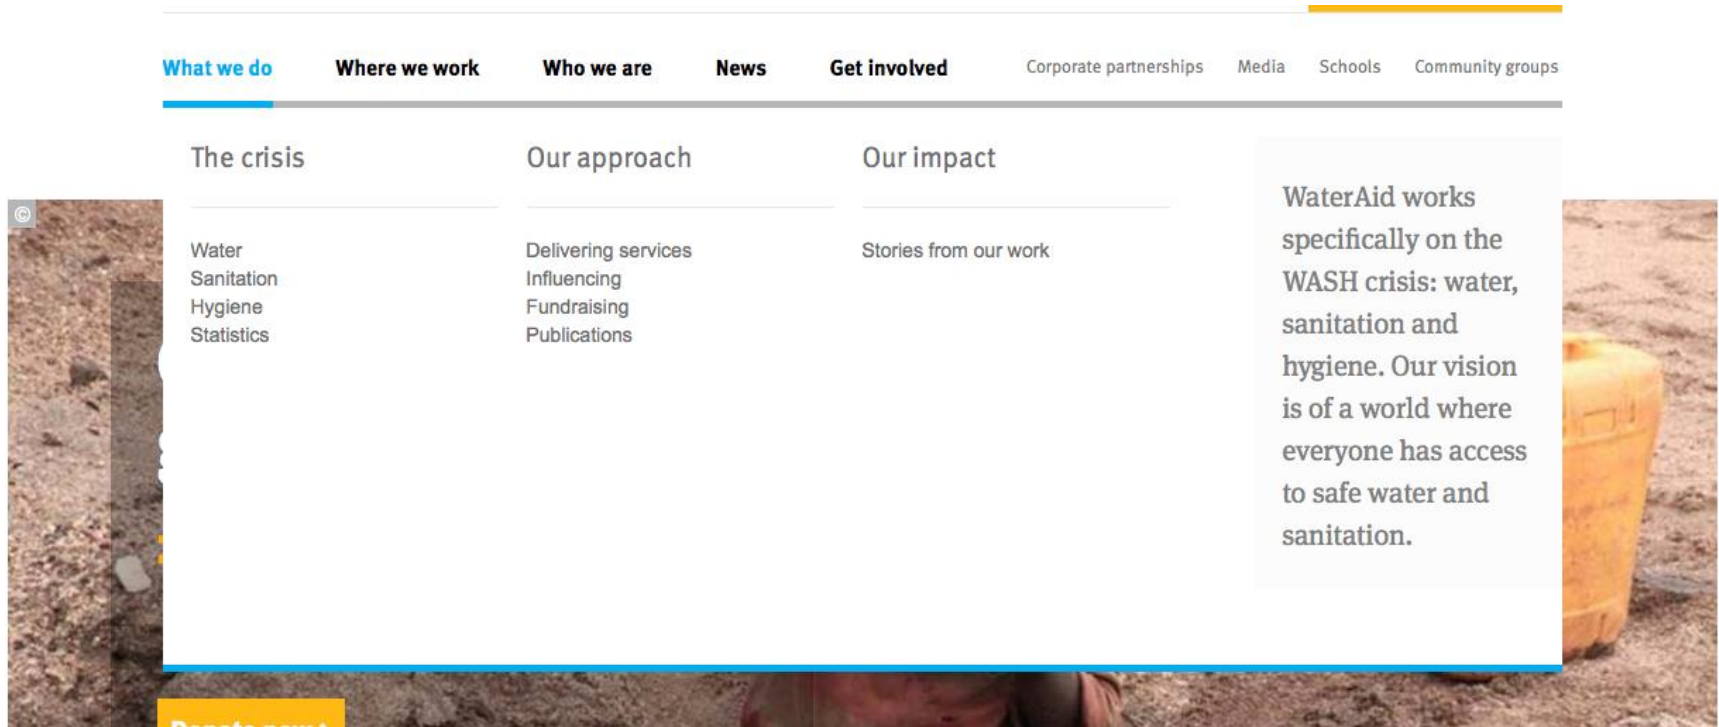 What we do Where we work Who we are News Get involved Corporate partnerships Media Schools Community groups
The crisis
Water
Sanitation
Hygiene
Statistics
Our approach
Delivering services
Influencing
Fundraising
Publications
Our impact
Stories from our work
WaterAid works
specifically on the
WASH crisis: water,
sanitation and
hygiene. Our vision
is of a world where
everyone has access
to safe water and
sanitation.
©
Donate now